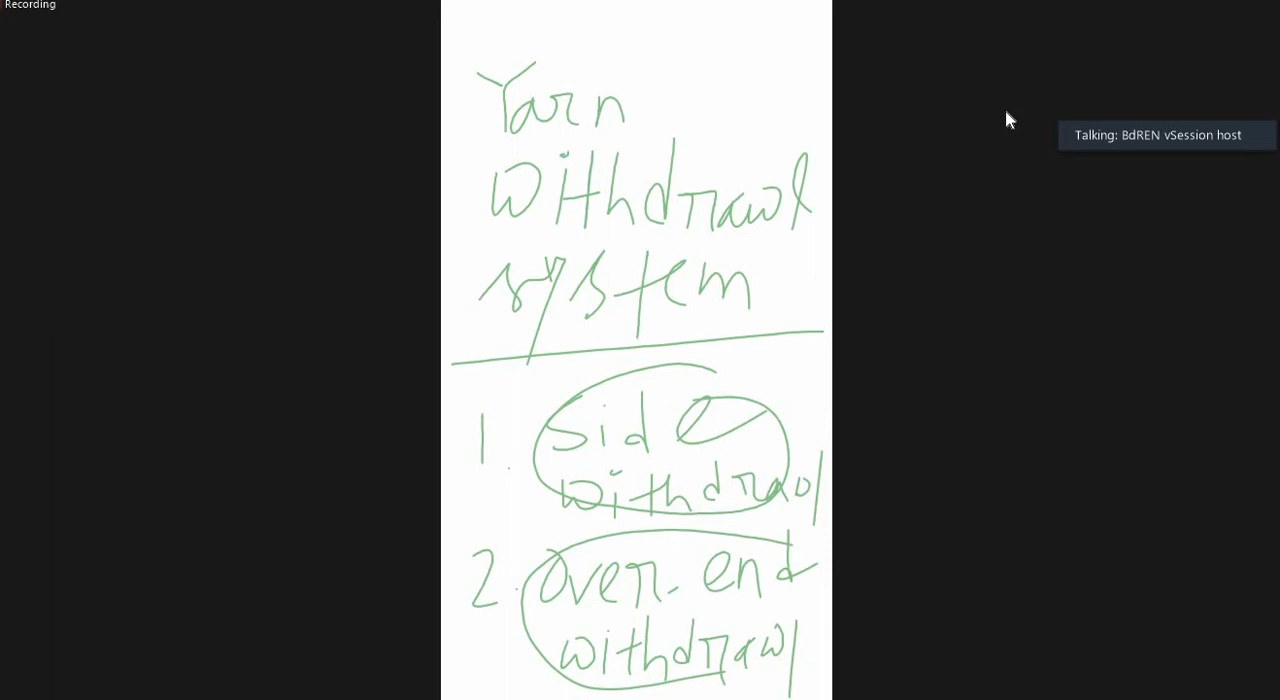 Recording
Talking: BdREN vSession host
Yarn
withdrawl
system
1. side
withdrawl
2. over-end
withdrawl